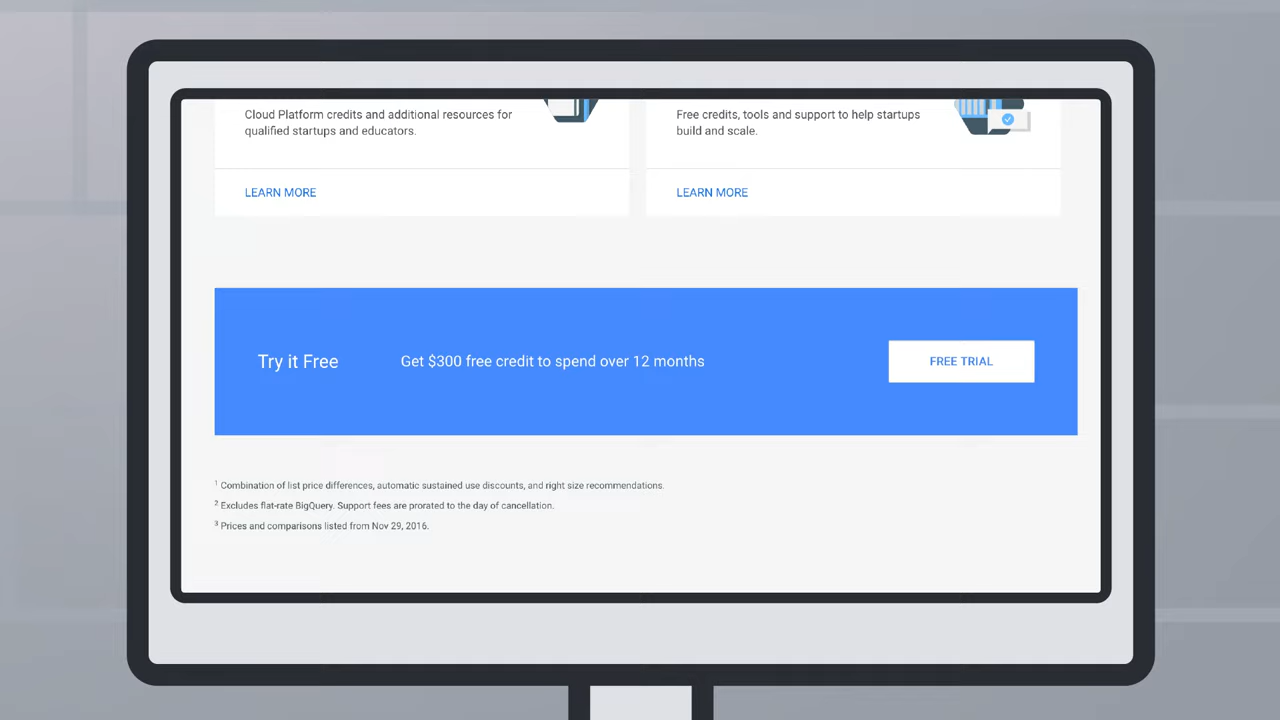 Cloud Platform credits and additional resources for
qualified startups and educators.
LEARN MORE
Free credits, tools and support to help startups
build and scale.
LEARN MORE
Try it Free
Get $300 free credit to spend over 12 months
FREE TRIAL
1 Combination of list price differences, automatic sustained use discounts, and right size recommendations.
2 Excludes flat-rate BigQuery. Support fees are prorated to the day of cancellation.
3 Prices and comparisons listed from Nov 29, 2016.